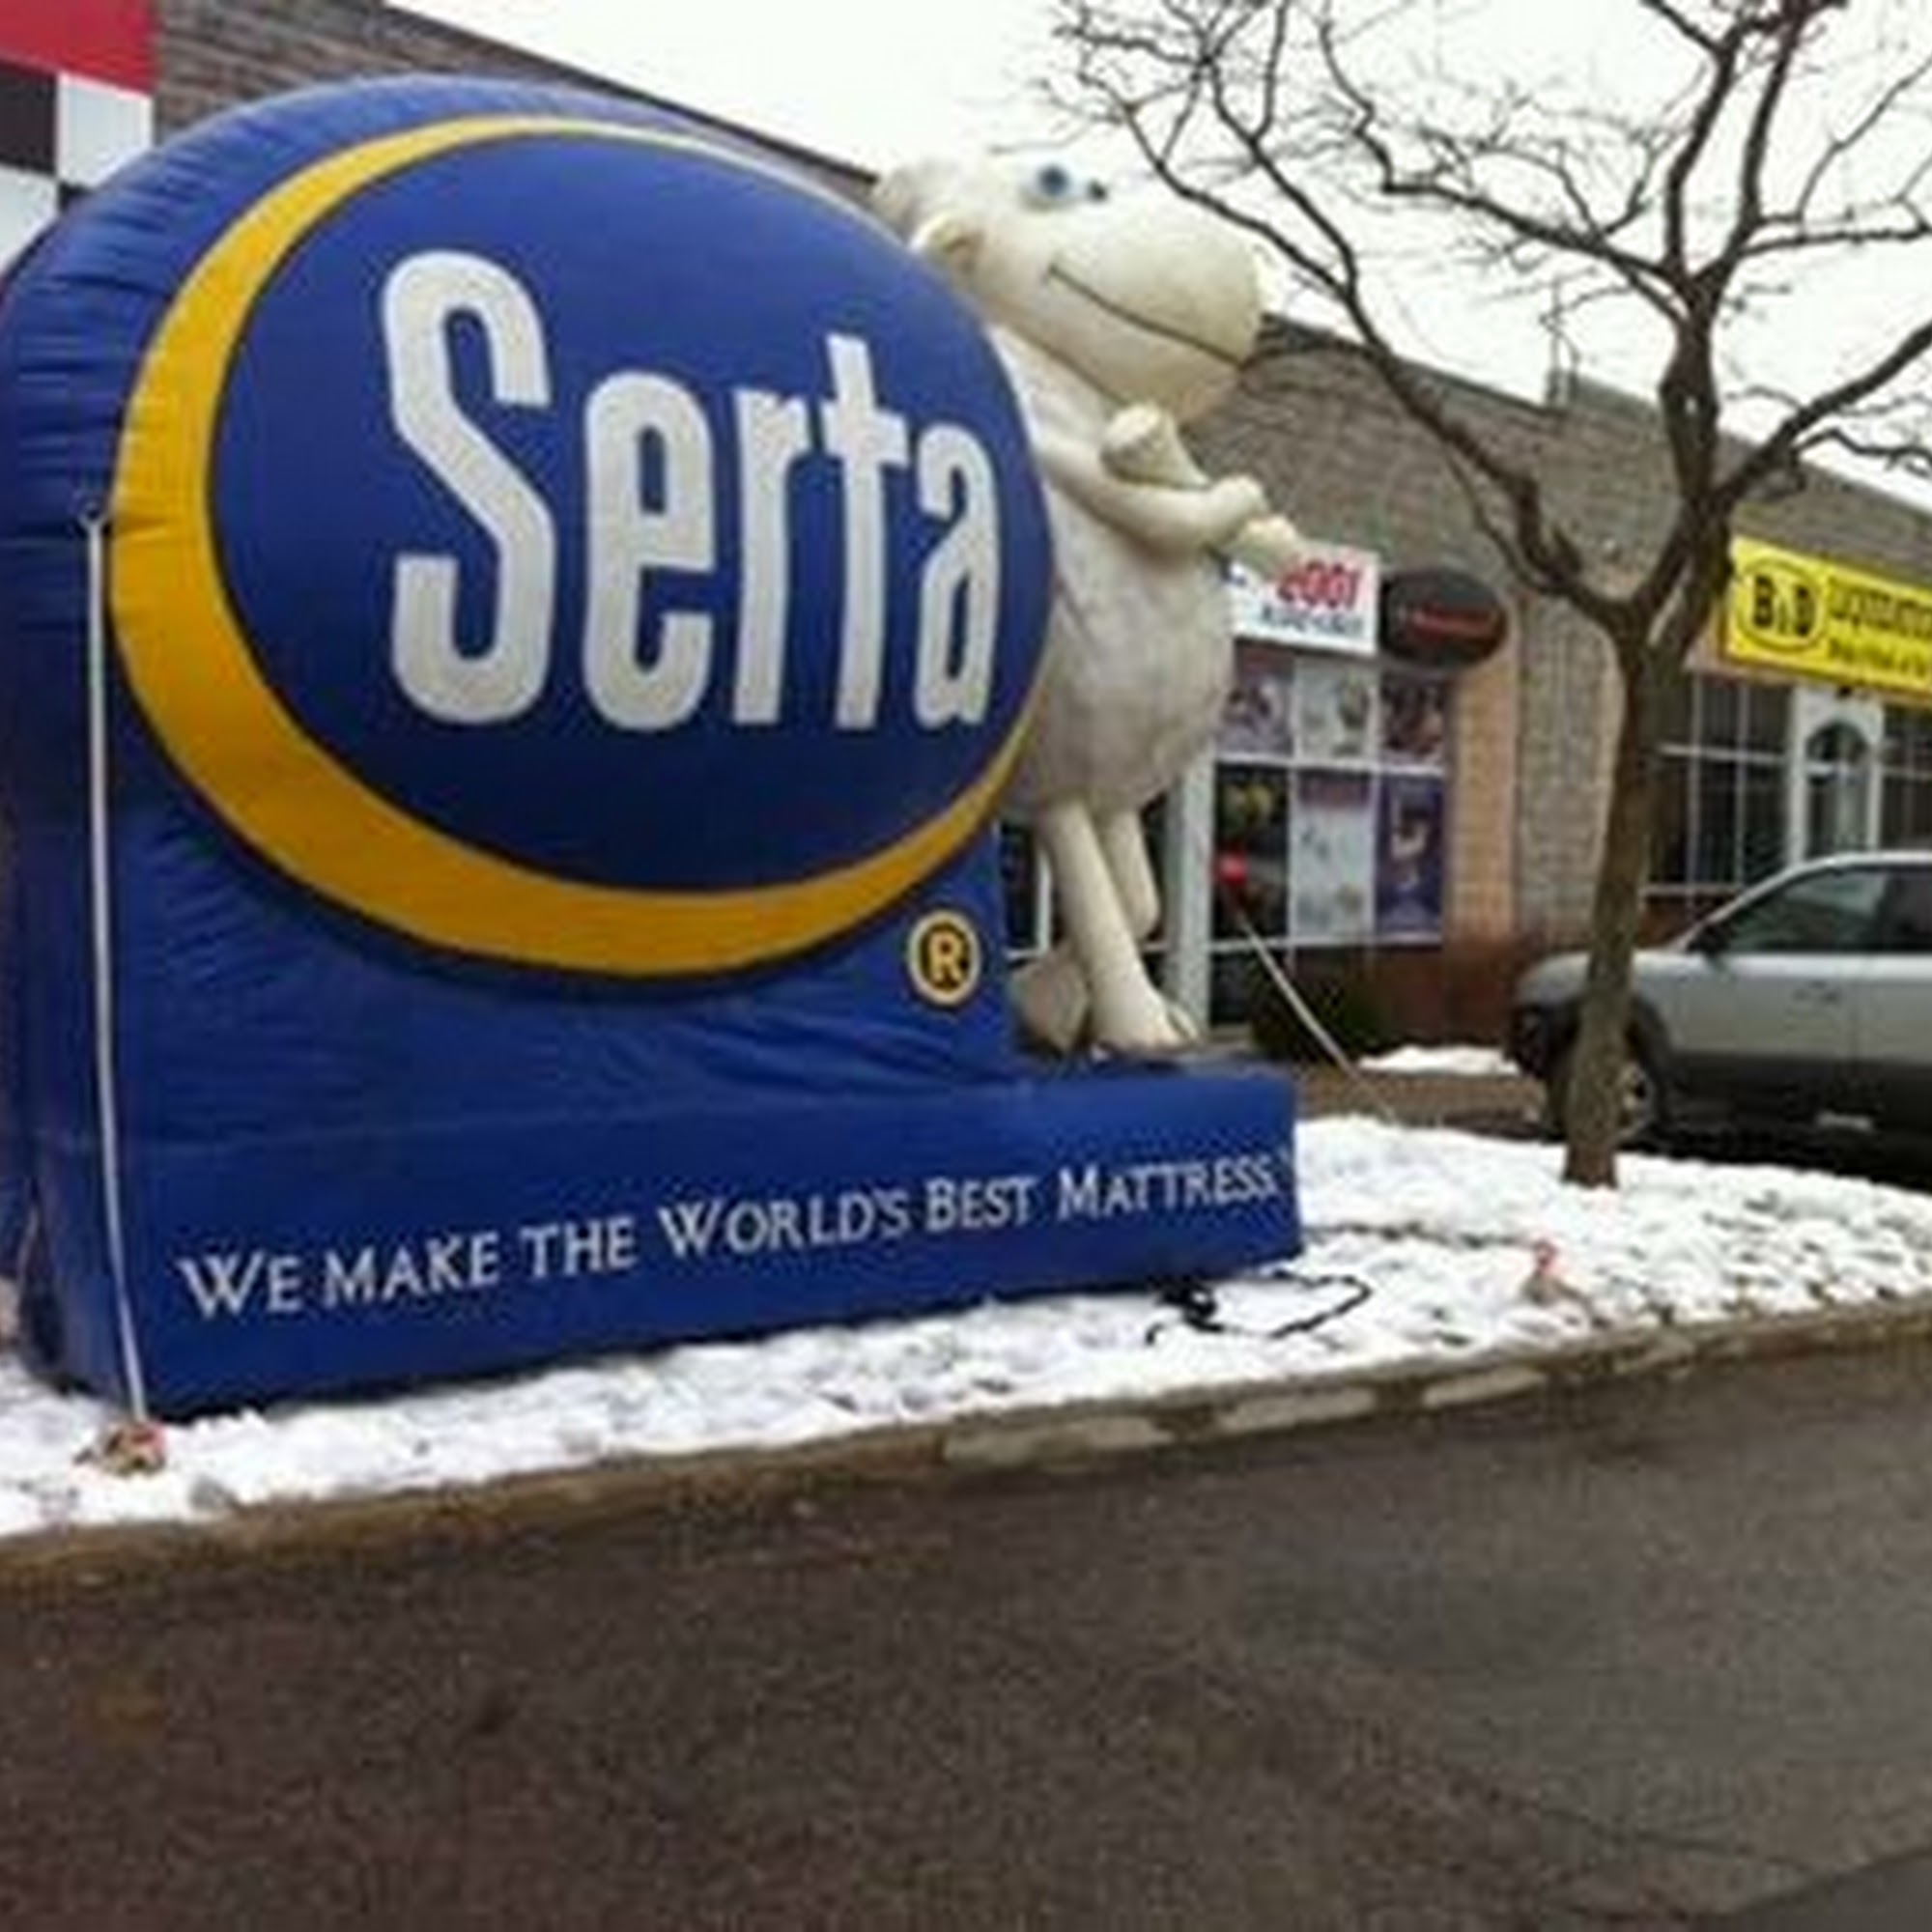 Serta
®
WE MAKE THE WORLD'S BEST MATTRESS
2001
B&D